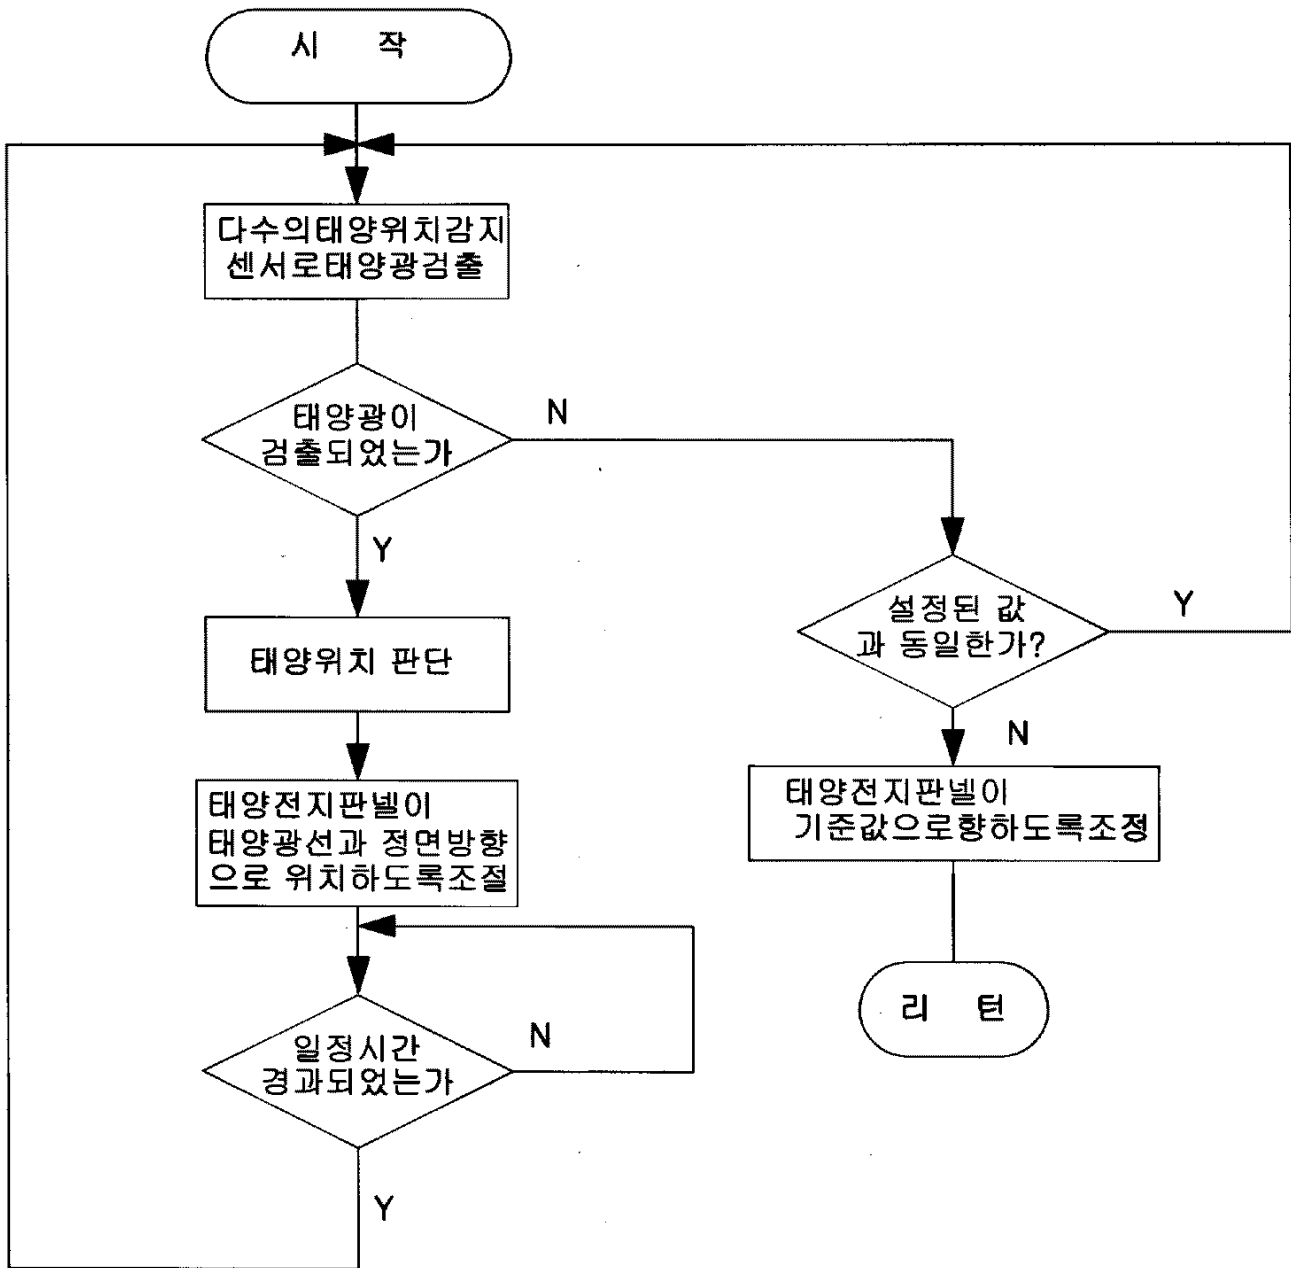 시 작
다수의태양위치감지
센서로태양광검출
태양광이
검출되었는가
N
Y
태양위치 판단
태양전지판넬이
태양광선과 정면방향
으로 위치하도록조절
일정시간
경과되었는가
N
Y
설정된 값
과 동일한가?
Y
N
태양전지판넬이
기준값으로향하도록조정
리 턴